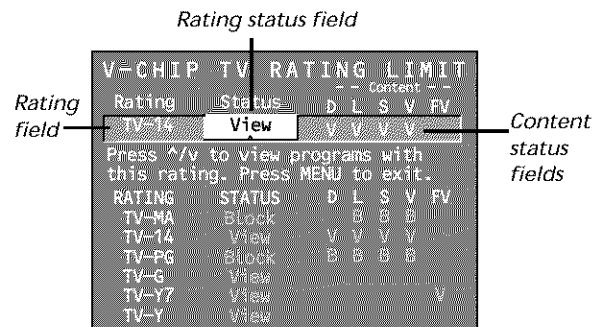 Rating status field
V-CHIP TV RATING LIMIT
-- Content --
Rating Status D L S V FV
Rating field
TV-14 View V V V V
Content status fields
Press ^/v to view programs with
this rating. Press MENU to exit.
RATING STATUS D L S V FV
TV-MA Block B B B
TV-14 View V V V V
TV-PG Block B B B B
TV-G View
TV-Y7 View V
TV-Y View